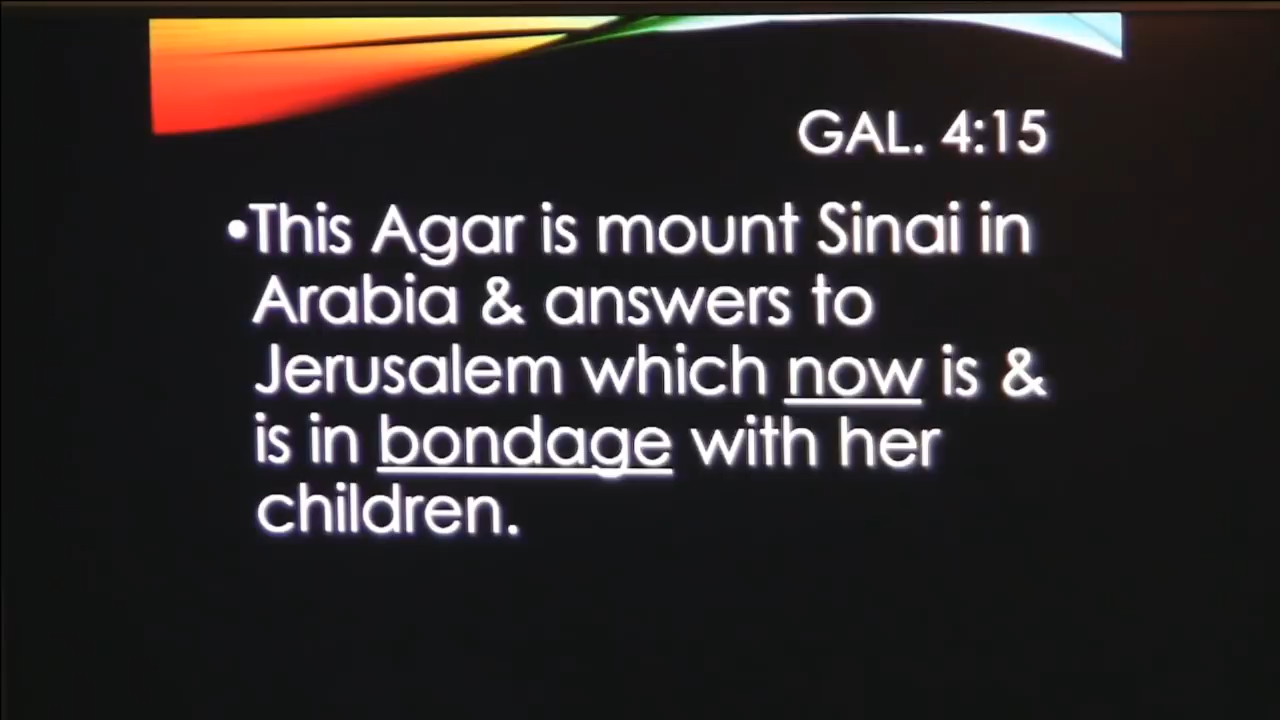 GAL. 4:15
•This Agar is mount Sinai in
Arabia & answers to
Jerusalem which now is &
is in bondage with her
children.